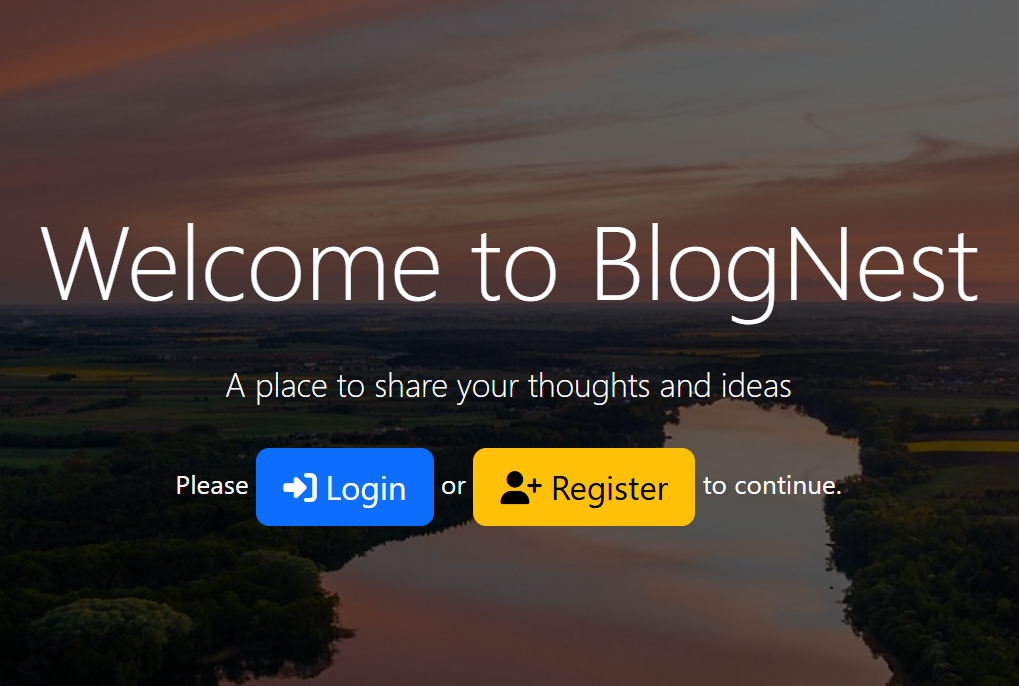 Welcome to BlogNest
A place to share your thoughts and ideas
Please Login or Register to continue.